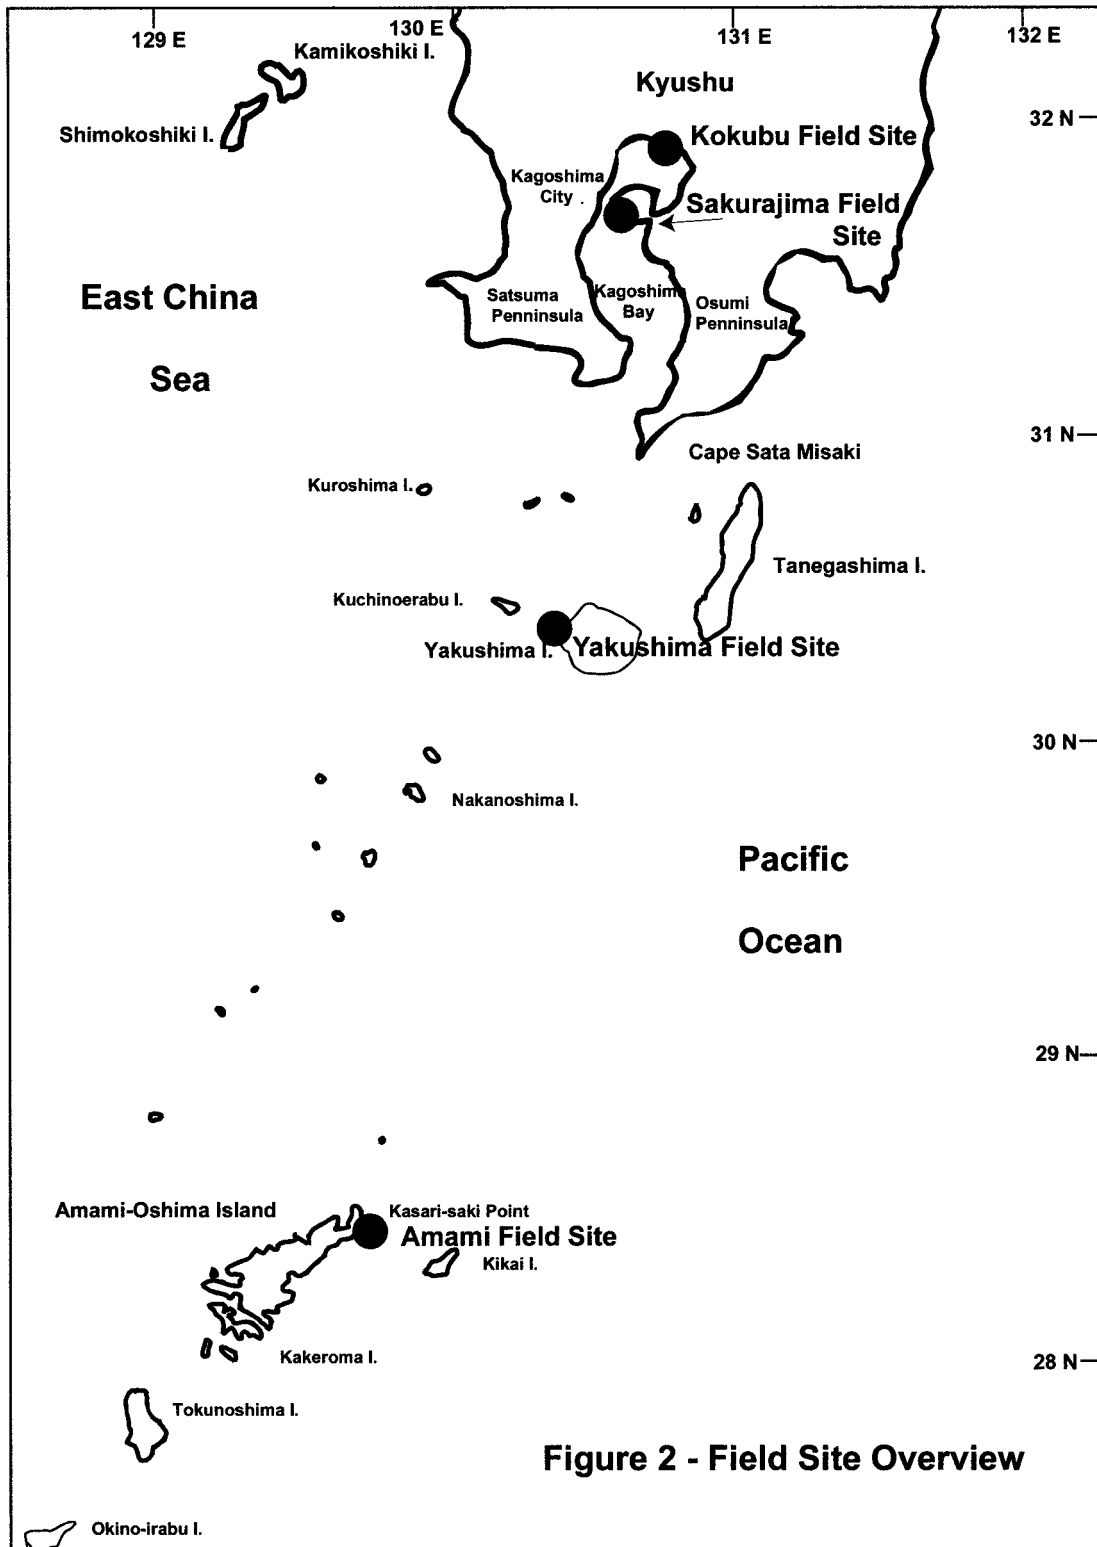 129 E
130 E
131 E
132 E
Kamikoshiki I.
Kyushu
32 N
Shimokoshiki I.
Kokubu Field Site
Kagoshima
City
Sakurajima Field
Site
East China
Sea
Satsuma
Penninsula
Kagoshima
Bay
Osumi
Penninsula
31 N
Cape Sata Misaki
Kuroshima I.
Tanegashima I.
Kuchinoerabu I.
Yakushima I.
Yakushima Field Site
30 N
Nakanoshima I.
Pacific
Ocean
29 N
Amami-Oshima Island
Kasari-saki Point
Amami Field Site
Kikai I.
Kakeroma I.
28 N
Tokunoshima I.
Figure 2 - Field Site Overview
Okino-irabu I.